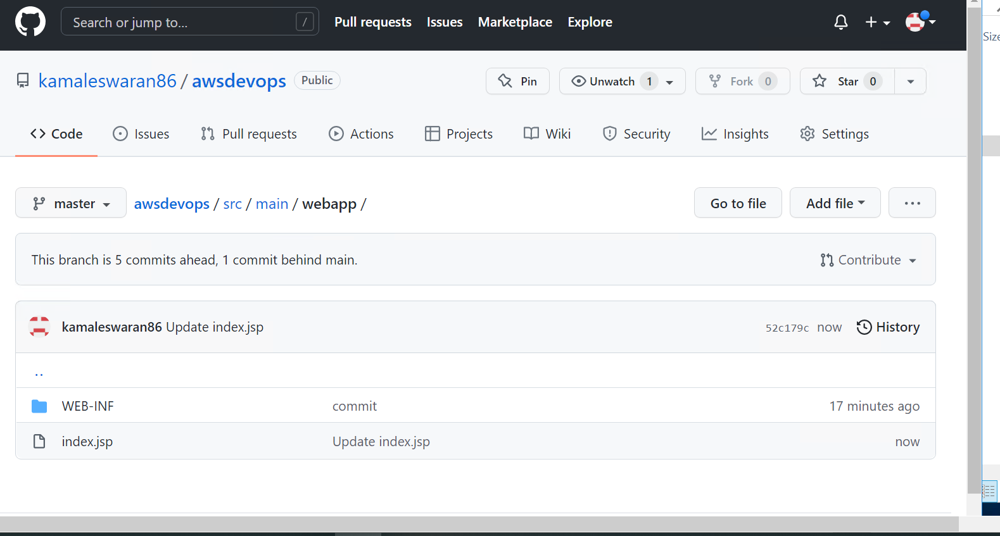 Search or jump to... / Pull requests Issues Marketplace Explore
Size
kamaleswaran86 / awsdevops Public Pin Unwatch 1 Fork 0 Star 0
Code Issues Pull requests Actions Projects Wiki Security Insights Settings
master awsdevops / src / main / webapp / Go to file Add file ...
This branch is 5 commits ahead, 1 commit behind main. Contribute
kamaleswaran86 Update index.jsp 52c179c now History
..
WEB-INF commit 17 minutes ago
index.jsp Update index.jsp now